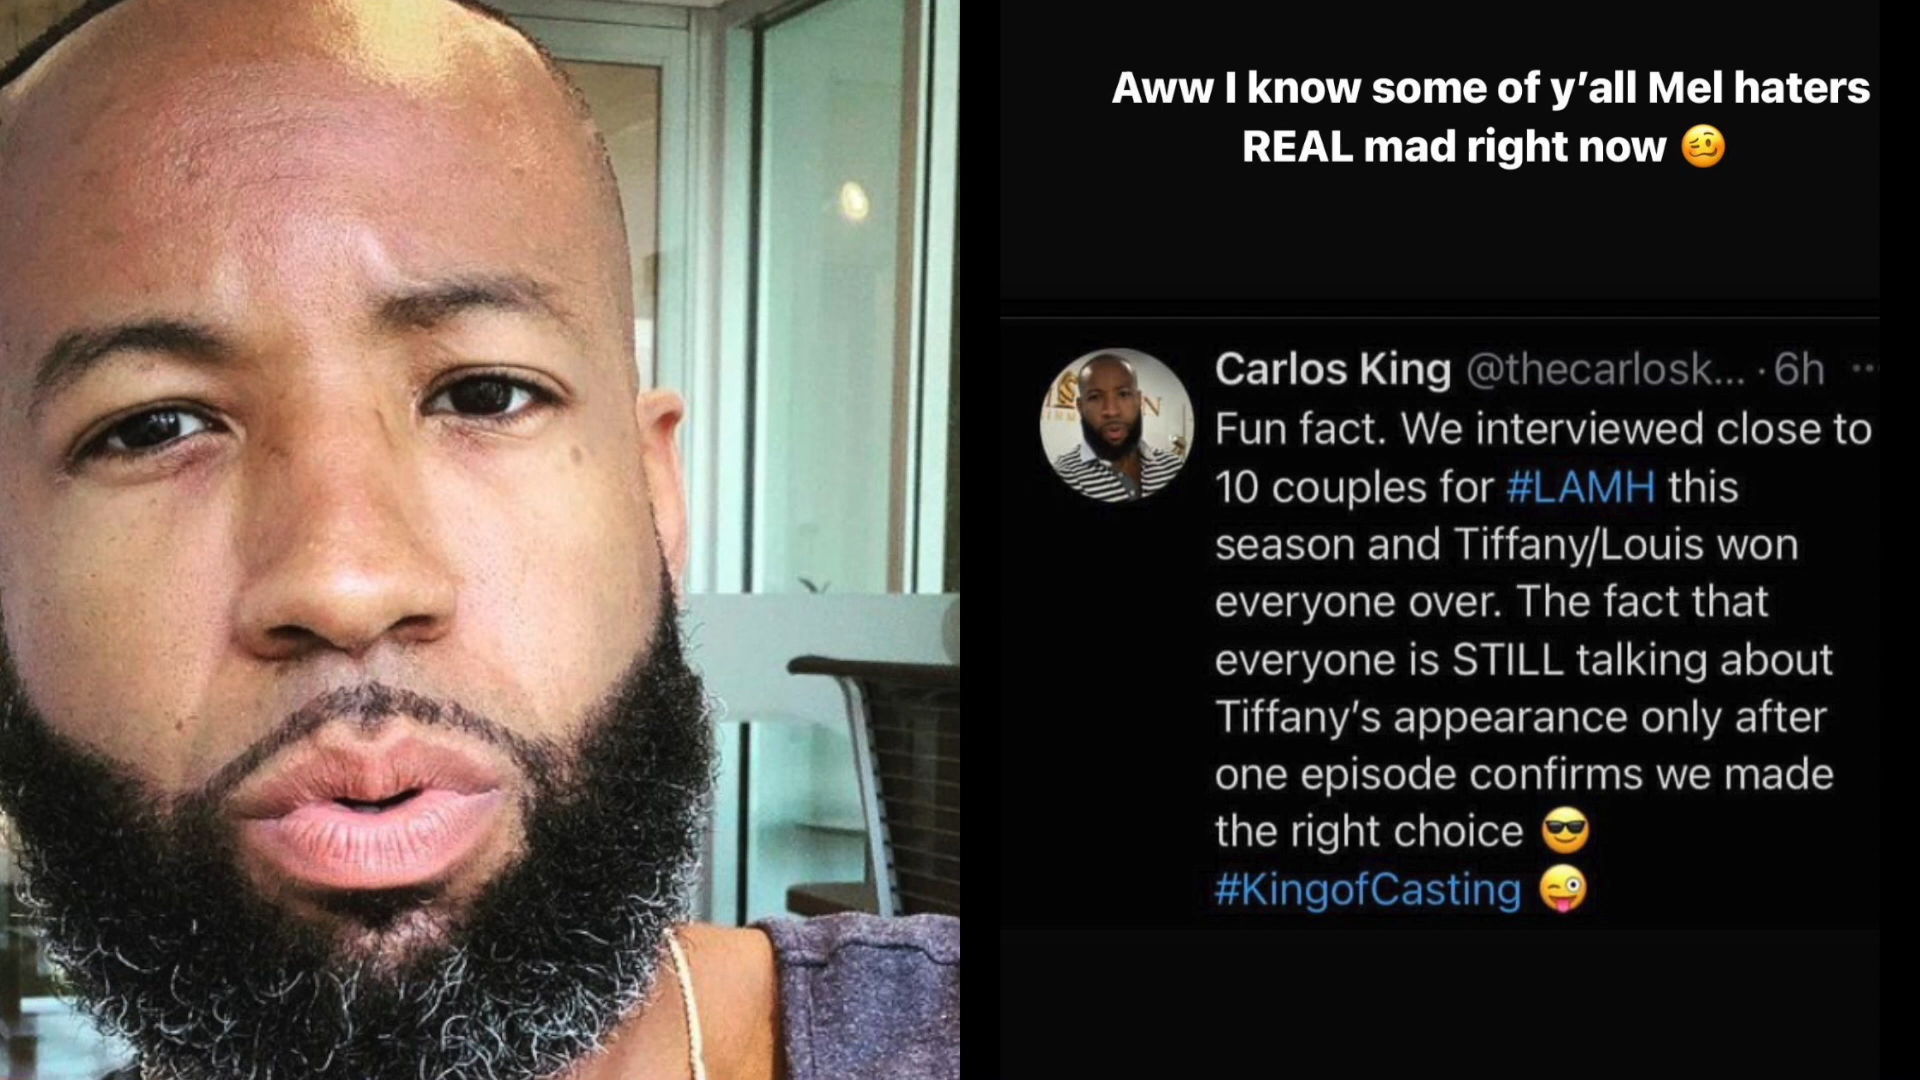 Aww I know some of y’all Mel haters
REAL mad right now 🥴
Carlos King @thecarlosk... · 6h ...
Fun fact. We interviewed close to
10 couples for #LAMH this
season and Tiffany/Louis won
everyone over. The fact that
everyone is STILL talking about
Tiffany’s appearance only after
one episode confirms we made
the right choice 😎
#KingofCasting 😜